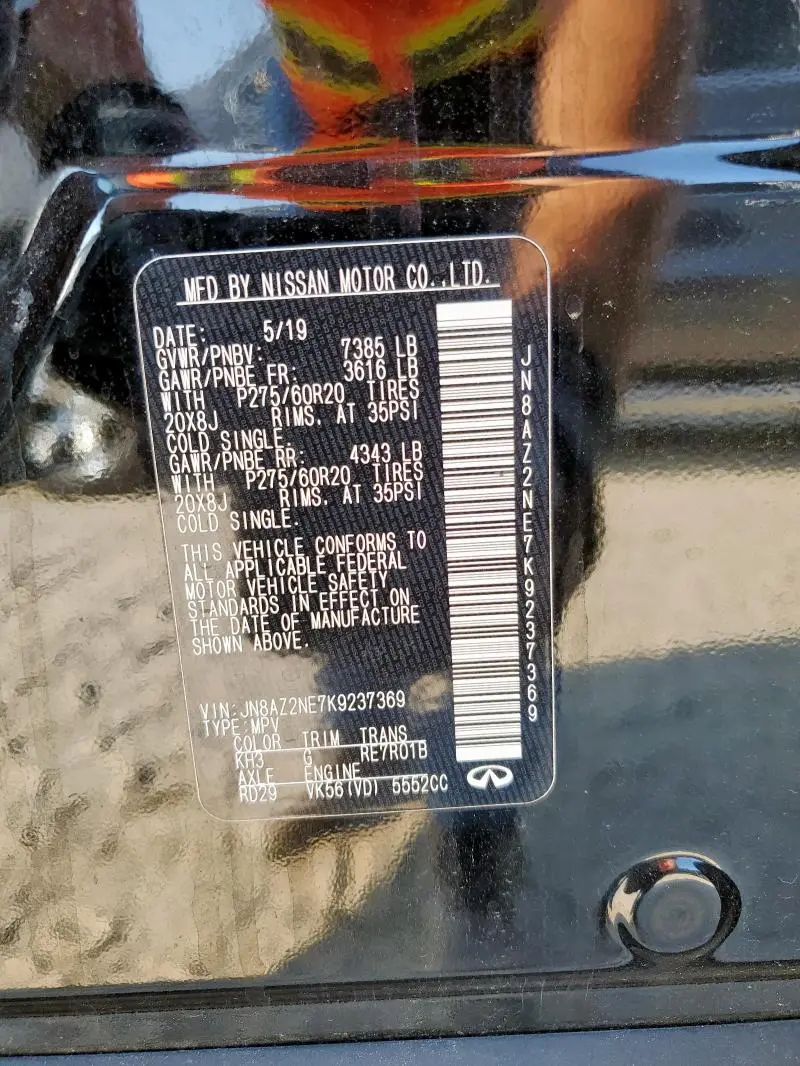 MFD BY NISSAN MOTOR CO.,LTD.
DATE: 5/19
GVWR/PNBV: 7385 LB
GAWR/PNBE FR: 3616 LB
WITH P275/60R20 TIRES
20X8J RIMS, AT 35PSI
COLD SINGLE.
GAWR/PNBE RR: 4343 LB
WITH P275/60R20 TIRES
20X8J RIMS, AT 35PSI
COLD SINGLE.
THIS VEHICLE CONFORMS TO
ALL APPLICABLE FEDERAL
MOTOR VEHICLE SAFETY
STANDARDS IN EFFECT ON
THE DATE OF MANUFACTURE
SHOWN ABOVE.
VIN:JN8AZ2NE7K9237369
TYPE:MPV
COLOR TRIM TRANS
KH3 G RE7R01B
AXLE ENGINE
RD29 VK56(VD) 5552CC
JN8AZ2NE7K9237369